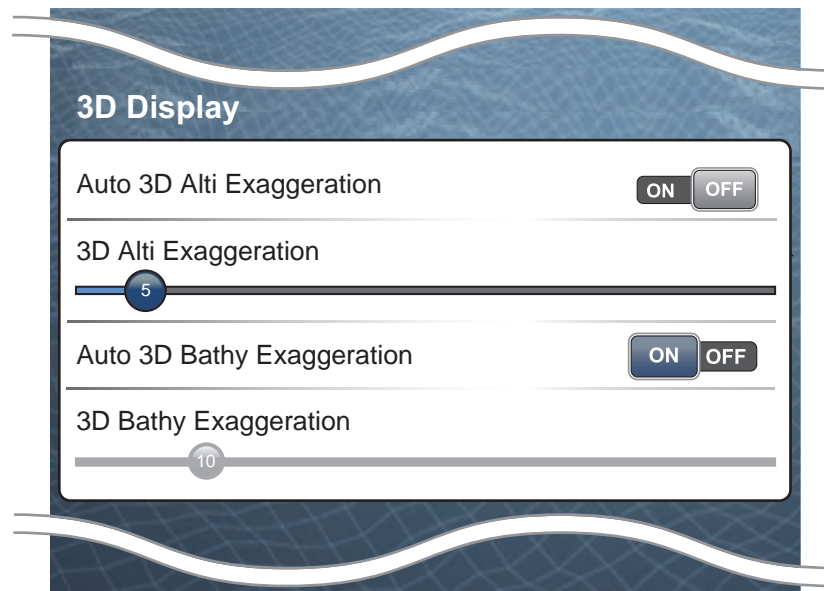 3D Display
Auto 3D Alti Exaggeration
ON OFF
3D Alti Exaggeration
5
Auto 3D Bathy Exaggeration
ON OFF
3D Bathy Exaggeration
10